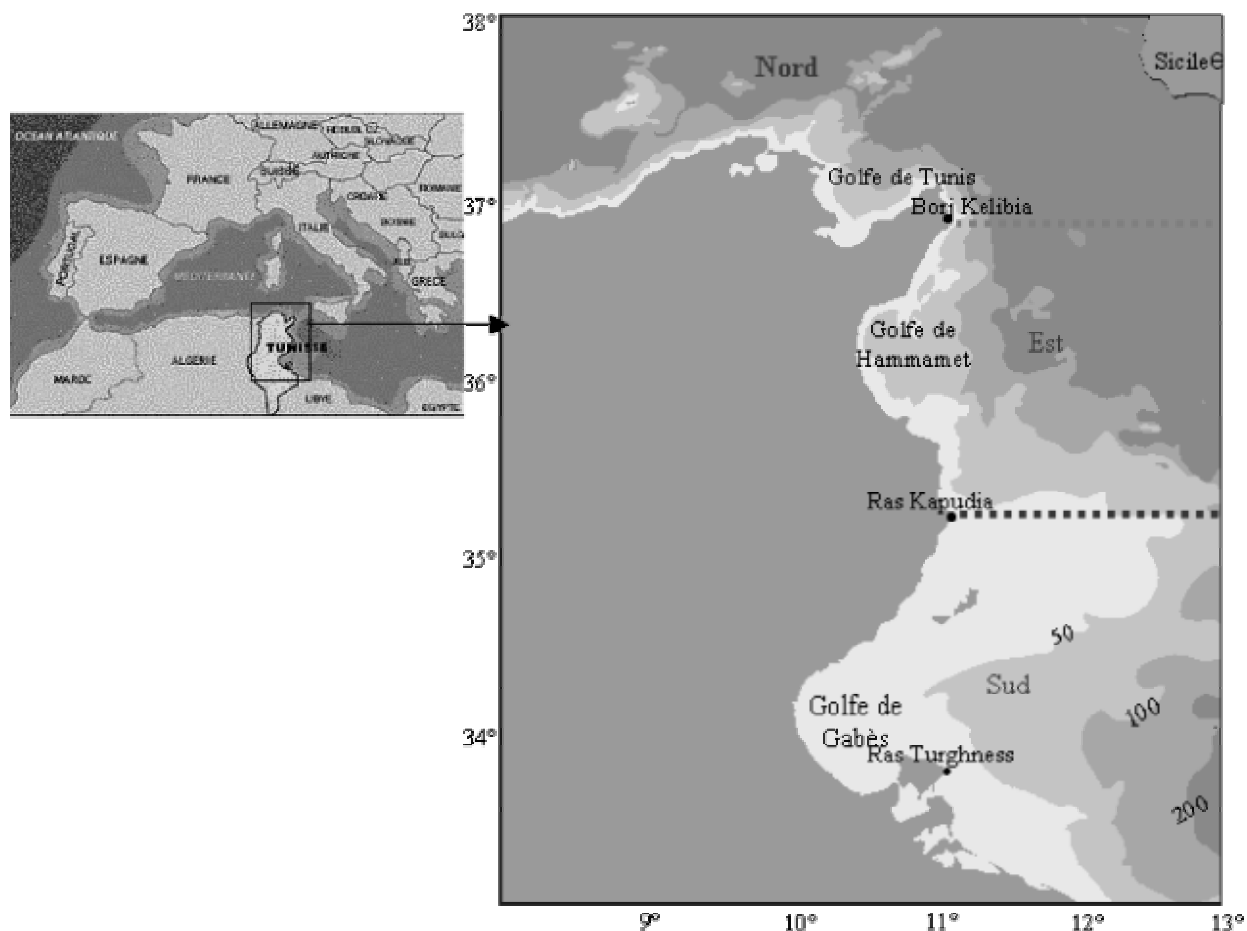 OCEAN ATLANTIQUE
ALLEMAGNE
FRANCE
SUISSE
AUTRICHE
ROUMANIE
CROATIE
BOSNIE
ITALIE
PORTUGAL
ESPAGNE
MEDITERRANÉE
GRECE
TUNISIE
ALGERIE
MAROC
LIBYE
EGYPTE
38°
Nord
Sicile
Golfe de Tunis
37°
Borj Kelibia
Golfe de
Hammamet
Est
36°
Ras Kapudia
35°
50
Sud
100
Golfe de
Gabès
34°
Ras Turghness
200
9°
10°
11°
12°
13°